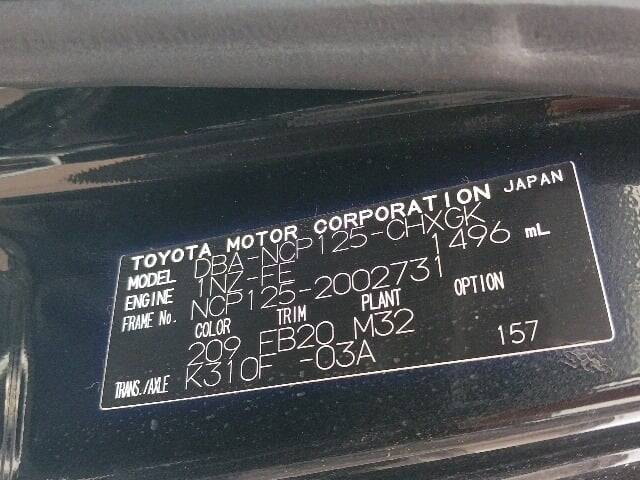 TOYOTA MOTOR CORPORATION JAPAN
MODEL DBA-NCP125-CHXGK
ENGINE 1NZ-FE 1496 mL
FRAME No. NCP125-2002731
COLOR TRIM PLANT OPTION
209 FB20 M32 157
TRANS./AXLE K310F -03A